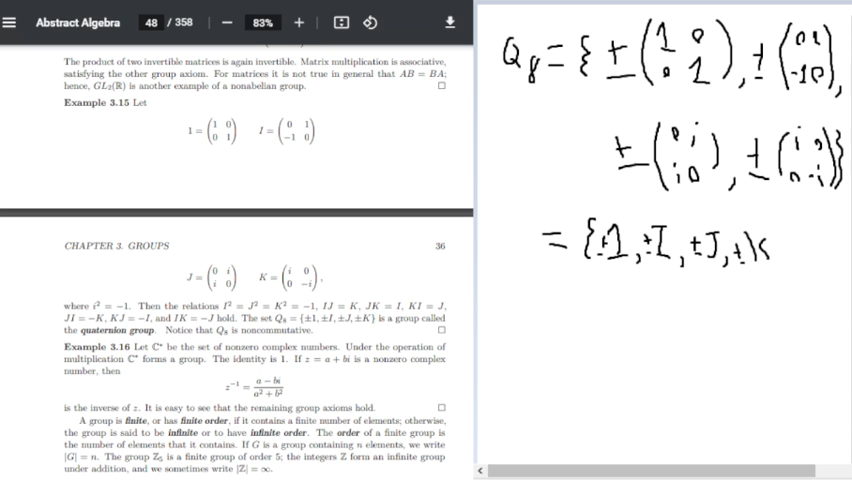 Abstract Algebra 48 / 358 − 83% +
The product of two invertible matrices is again invertible. Matrix multiplication is associative,
satisfying the other group axiom. For matrices it is not true in general that AB = BA;
hence, GL₂(ℝ) is another example of a nonabelian group. □
Example 3.15 Let
1 = (1 0; 0 1) I = (0 1; −1 0)
CHAPTER 3. GROUPS 36
J = (0 i; i 0) K = (i 0; 0 −i),
where i² = −1. Then the relations I² = J² = K² = −1, IJ = K, JK = I, KI = J,
JI = −K, KJ = −I, and IK = −J hold. The set Q₈ = {±1, ±I, ±J, ±K} is a group called
the quaternion group. Notice that Q₈ is noncommutative. □
Example 3.16 Let ℂ* be the set of nonzero complex numbers. Under the operation of
multiplication ℂ* forms a group. The identity is 1. If z = a + bi is a nonzero complex
number, then
z⁻¹ = (a − bi)/(a² + b²)
is the inverse of z. It is easy to see that the remaining group axioms hold. □
A group is finite, or has finite order, if it contains a finite number of elements; otherwise,
the group is said to be infinite or to have infinite order. The order of a finite group is
the number of elements that it contains. If G is a group containing n elements, we write
|G| = n. The group ℤ₅ is a finite group of order 5; the integers ℤ form an infinite group
under addition, and we sometimes write |ℤ| = ∞.
Q₈ = { ± (1 0; 0 1), ± (0 1; -1 0),
± (0 i; i 0), ± (i 0; 0 -i)}
= {±1, ±I, ±J, ±K